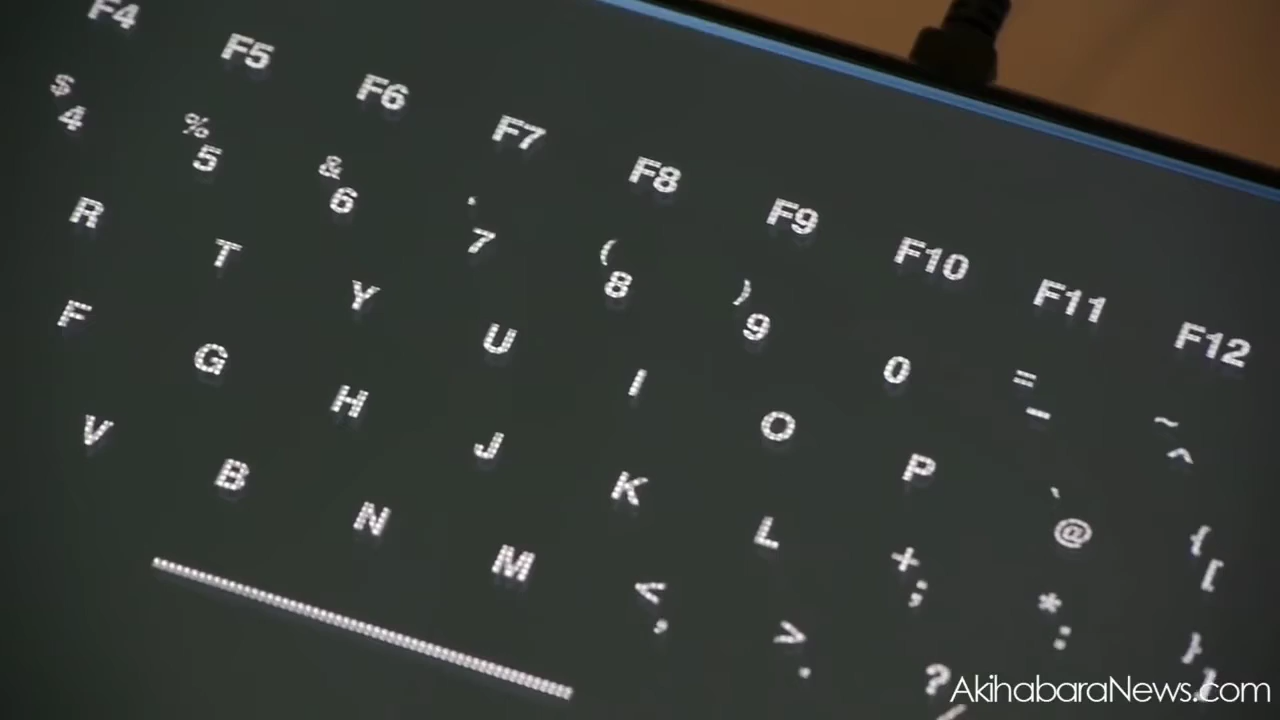 F4 F5 F6 F7 F8 F9 F10 F11 F12
$ % & ' ( ) = ~
4 5 6 7 8 9 0 - ^
R T Y U I O P ` @ { [
F G H J K L + ; * : } ]
V B N M < , > . ? /
AkihabaraNews.com